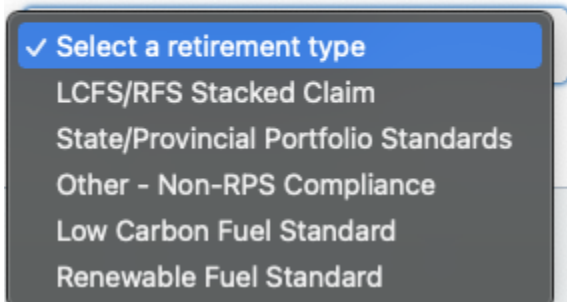 ✓ Select a retirement type
LCFS/RFS Stacked Claim
State/Provincial Portfolio Standards
Other - Non-RPS Compliance
Low Carbon Fuel Standard
Renewable Fuel Standard